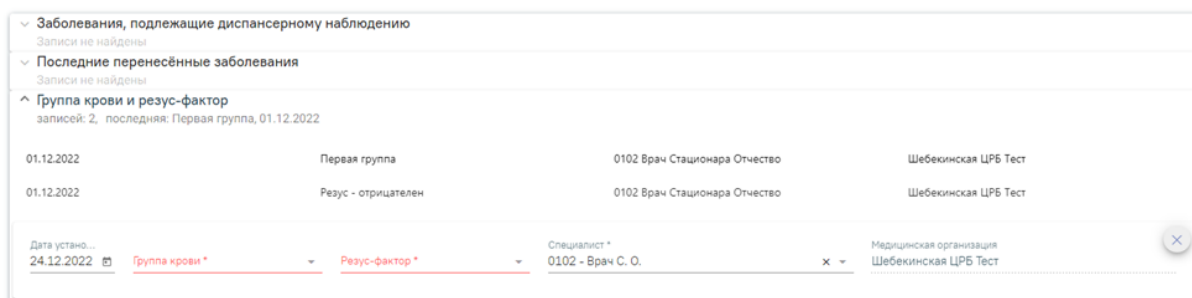 Заболевания, подлежащие диспансерному наблюдению
Записи не найдены
Последние перенесённые заболевания
Записи не найдены
Группа крови и резус-фактор
записей: 2, последняя: Первая группа, 01.12.2022
01.12.2022 Первая группа 0102 Врач Стационара Отчество Шебекинская ЦРБ Тест
01.12.2022 Резус - отрицателен 0102 Врач Стационара Отчество Шебекинская ЦРБ Тест
Дата устано... Специалист * Медицинская организация
24.12.2022 Группа крови * Резус-фактор * 0102 - Врач С. О. Шебекинская ЦРБ Тест